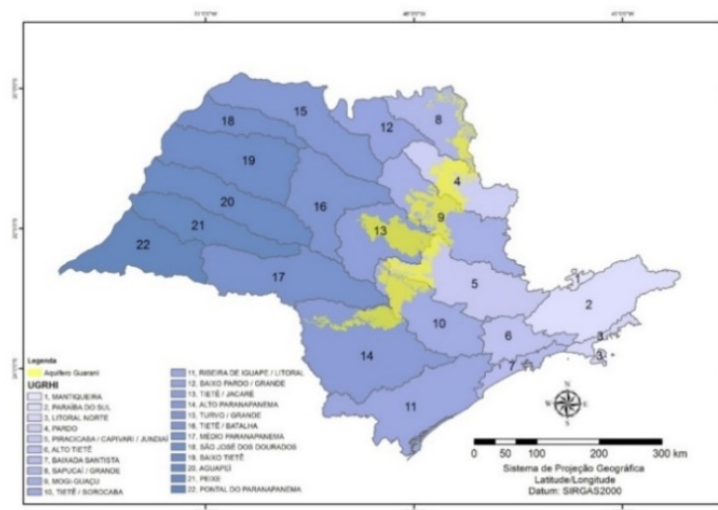 15
8
18
12
19
4
20
16
9
21
13
22
5
1
17
2
10
6
3
3
14
7
11
Legenda
Aquífero Guarani
UGRHI
1, MANTIQUEIRA
2, PARAÍBA DO SUL
3, LITORAL NORTE
4, PARDO
5, PIRACICABA / CAPIVARI / JUNDIAÍ
6, ALTO TIETÊ
7, BAIXADA SANTISTA
8, SAPUCAÍ / GRANDE
9, MOGI-GUAÇU
10, TIETÊ / SOROCABA
11, RIBEIRA DE IGUAPE / LITORAL
12, BAIXO PARDO / GRANDE
13, TIETÊ / JACARÉ
14, ALTO PARANAPANEMA
15, TURVO / GRANDE
16, TIETÊ / BATALHA
17, MÉDIO PARANAPANEMA
18, SÃO JOSÉ DOS DOURADOS
19, BAIXO TIETÊ
20, AGUAPEÍ
21, PEIXE
22, PONTAL DO PARANAPANEMA
N
W E
S
0 50 100 200 300 km
Sistema de Projeção Geográfica
Latitude/Longitude
Datum: SIRGAS2000